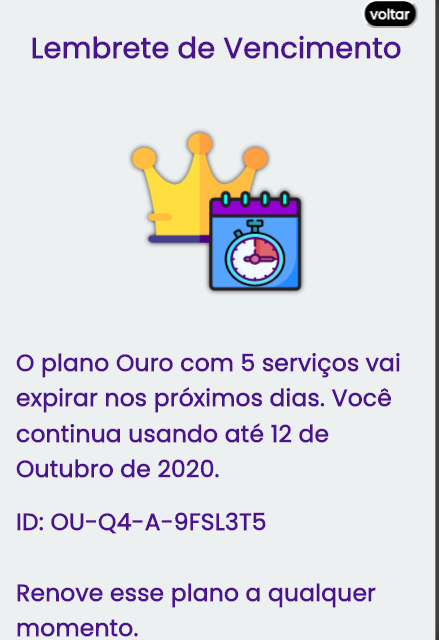 voltar
Lembrete de Vencimento
O plano Ouro com 5 serviços vai
expirar nos próximos dias. Você
continua usando até 12 de
Outubro de 2020.
ID: OU-Q4-A-9FSL3T5
Renove esse plano a qualquer
momento.